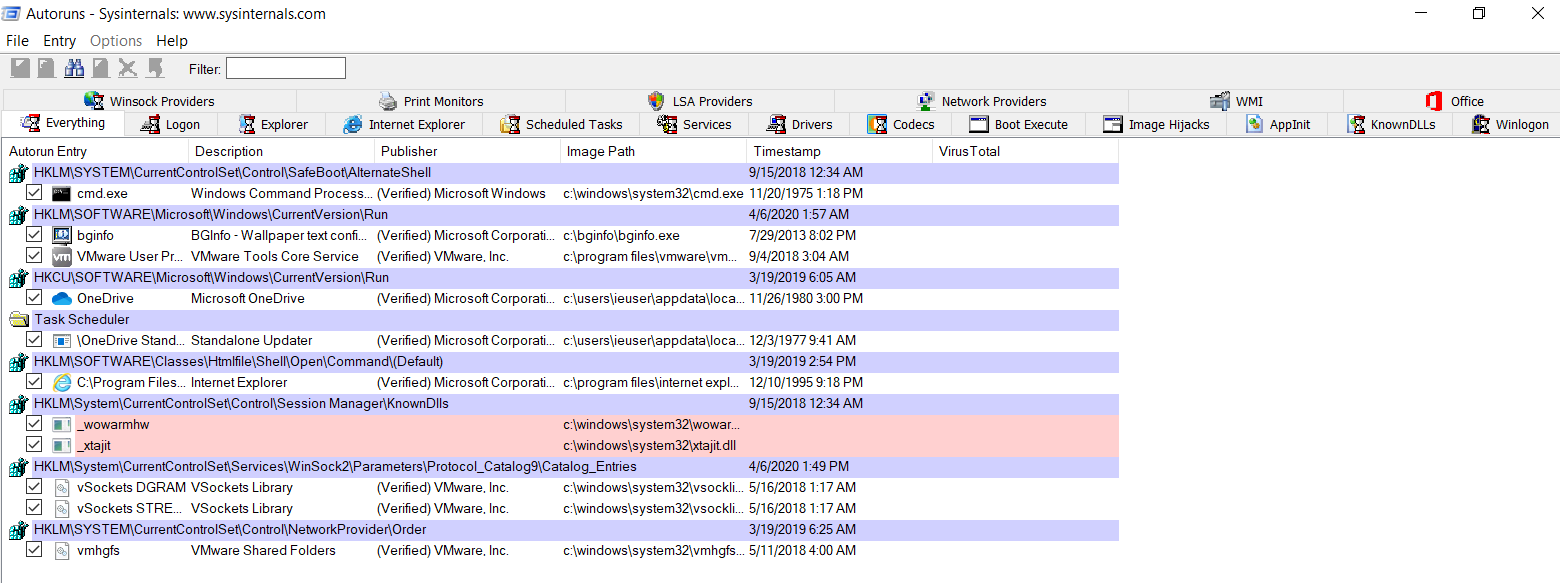 Autoruns - Sysinternals: www.sysinternals.com
File Entry Options Help
Filter:
Winsock Providers Print Monitors LSA Providers Network Providers WMI Office
Everything Logon Explorer Internet Explorer Scheduled Tasks Services Drivers Codecs Boot Execute Image Hijacks AppInit KnownDLLs Winlogon
Autorun Entry Description Publisher Image Path Timestamp VirusTotal
HKLM\SYSTEM\CurrentControlSet\Control\SafeBoot\AlternateShell 9/15/2018 12:34 AM
cmd.exe Windows Command Process... (Verified) Microsoft Windows c:\windows\system32\cmd.exe 11/20/1975 1:18 PM
HKLM\SOFTWARE\Microsoft\Windows\CurrentVersion\Run 4/6/2020 1:57 AM
bginfo BGInfo - Wallpaper text confi... (Verified) Microsoft Corporati... c:\bginfo\bginfo.exe 7/29/2013 8:02 PM
vm VMware User Pr... VMware Tools Core Service (Verified) VMware, Inc. c:\program files\vmware\vm... 9/4/2018 3:04 AM
HKCU\SOFTWARE\Microsoft\Windows\CurrentVersion\Run 3/19/2019 6:05 AM
OneDrive Microsoft OneDrive (Verified) Microsoft Corporati... c:\users\ieuser\appdata\loca... 11/26/1980 3:00 PM
Task Scheduler
\OneDrive Stand... Standalone Updater (Verified) Microsoft Corporati... c:\users\ieuser\appdata\loca... 12/3/1977 9:41 AM
HKLM\SOFTWARE\Classes\Htmlfile\Shell\Open\Command\(Default) 3/19/2019 2:54 PM
C:\Program Files... Internet Explorer (Verified) Microsoft Corporati... c:\program files\internet expl... 12/10/1995 9:18 PM
HKLM\System\CurrentControlSet\Control\Session Manager\KnownDlls 9/15/2018 12:34 AM
_wowarmhw c:\windows\system32\wowar...
_xtajit c:\windows\system32\xtajit.dll
HKLM\System\CurrentControlSet\Services\WinSock2\Parameters\Protocol_Catalog9\Catalog_Entries 4/6/2020 1:49 PM
vSockets DGRAM VSockets Library (Verified) VMware, Inc. c:\windows\system32\vsockli... 5/16/2018 1:17 AM
vSockets STRE... VSockets Library (Verified) VMware, Inc. c:\windows\system32\vsockli... 5/16/2018 1:17 AM
HKLM\SYSTEM\CurrentControlSet\Control\NetworkProvider\Order 3/19/2019 6:25 AM
vmhgfs VMware Shared Folders (Verified) VMware, Inc. c:\windows\system32\vmhgfs... 5/11/2018 4:00 AM